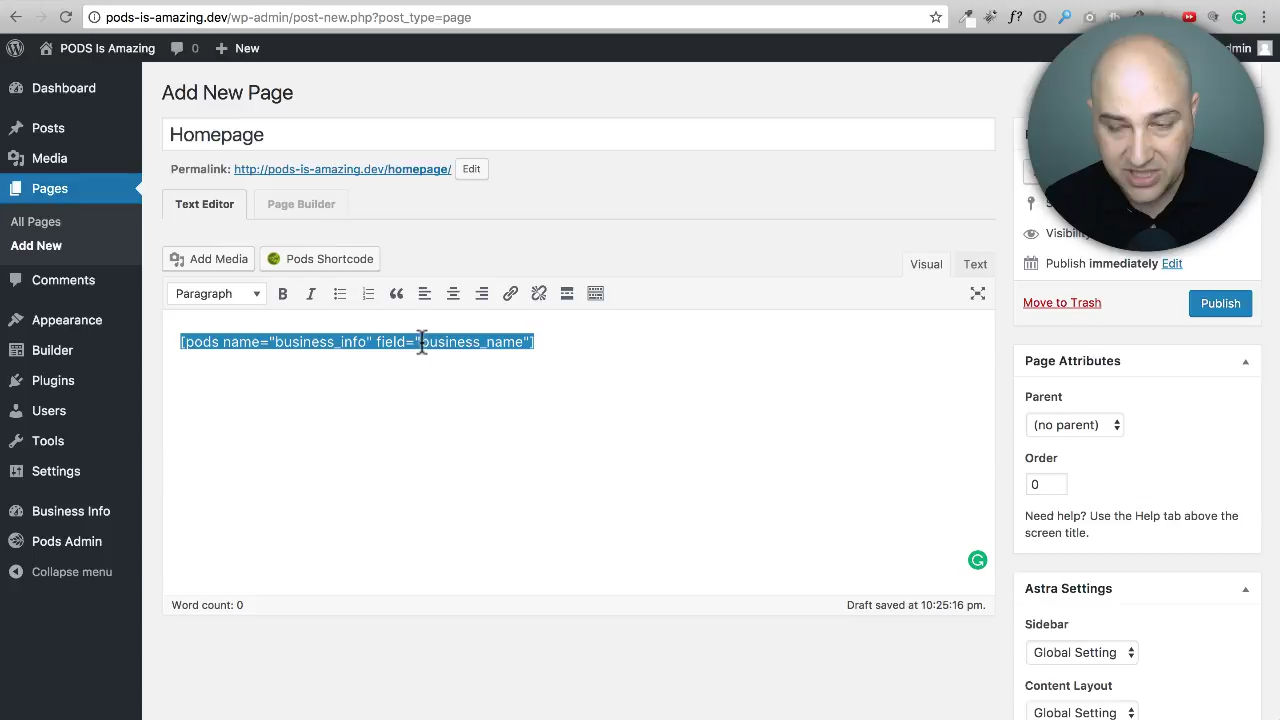 pods-is-amazing.dev/wp-admin/post-new.php?post_type=page
PODS Is Amazing 0 New
Dashboard
Posts
Media
Pages
All Pages
Add New
Comments
Appearance
Builder
Plugins
Users
Tools
Settings
Business Info
Pods Admin
Collapse menu
Add New Page
Homepage
Permalink: http://pods-is-amazing.dev/homepage/ Edit
Text Editor Page Builder
Add Media Pods Shortcode
Visual Text
Paragraph
[pods name="business_info" field="business_name"]
Word count: 0
Draft saved at 10:25:16 pm.
Publish immediately Edit
Move to Trash
Publish
Page Attributes
Parent
(no parent)
Order
0
Need help? Use the Help tab above the
screen title.
Astra Settings
Sidebar
Global Setting
Content Layout
Global Setting